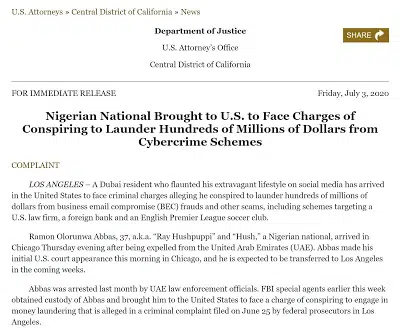 U.S. Attorneys » Central District of California » News
Department of Justice
SHARE
U.S. Attorney's Office
Central District of California
FOR IMMEDIATE RELEASE Friday, July 3, 2020
Nigerian National Brought to U.S. to Face Charges of
Conspiring to Launder Hundreds of Millions of Dollars from
Cybercrime Schemes
COMPLAINT
LOS ANGELES – A Dubai resident who flaunted his extravagant lifestyle on social media has arrived
in the United States to face criminal charges alleging he conspired to launder hundreds of millions of
dollars from business email compromise (BEC) frauds and other scams, including schemes targeting a
U.S. law firm, a foreign bank and an English Premier League soccer club.
Ramon Olorunwa Abbas, 37, a.k.a. “Ray Hushpuppi” and “Hush,” a Nigerian national, arrived in
Chicago Thursday evening after being expelled from the United Arab Emirates (UAE). Abbas made his
initial U.S. court appearance this morning in Chicago, and he is expected to be transferred to Los Angeles
in the coming weeks.
Abbas was arrested last month by UAE law enforcement officials. FBI special agents earlier this week
obtained custody of Abbas and brought him to the United States to face a charge of conspiring to engage in
money laundering that is alleged in a criminal complaint filed on June 25 by federal prosecutors in Los
Angeles.